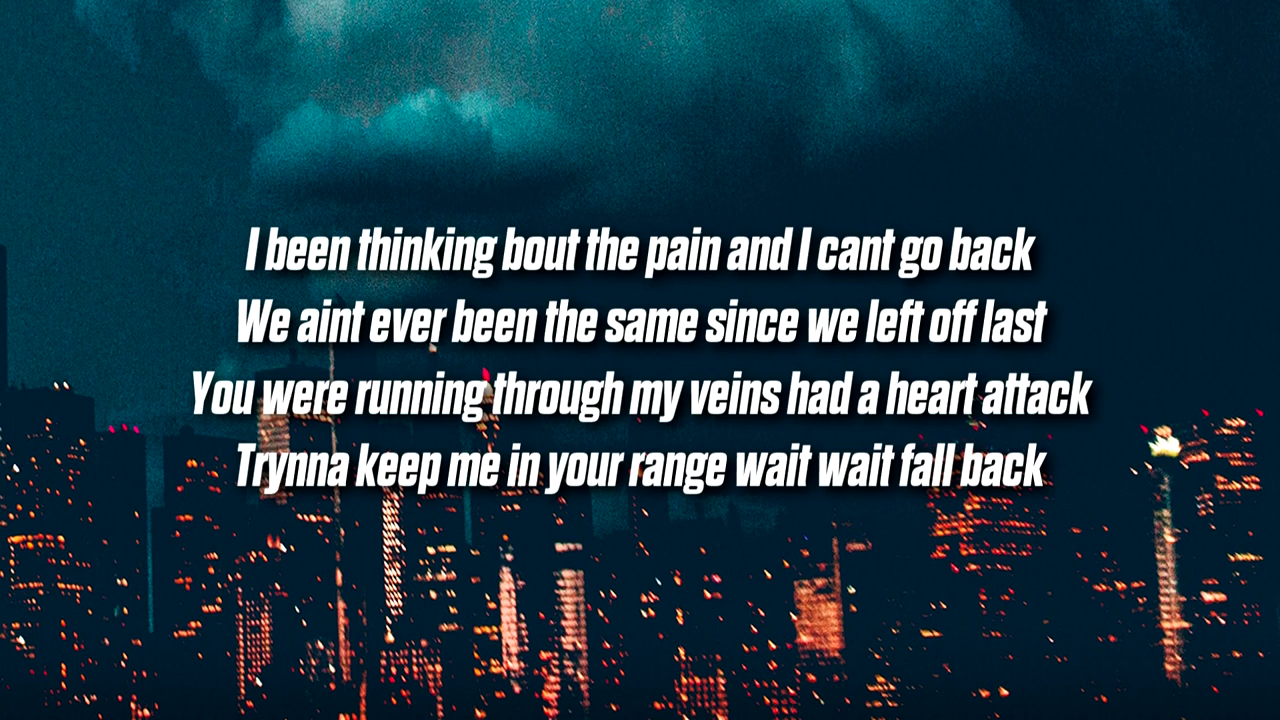 I been thinking bout the pain and I cant go back
We aint ever been the same since we left off last
You were running through my veins had a heart attack
Trynna keep me in your range wait wait fall back